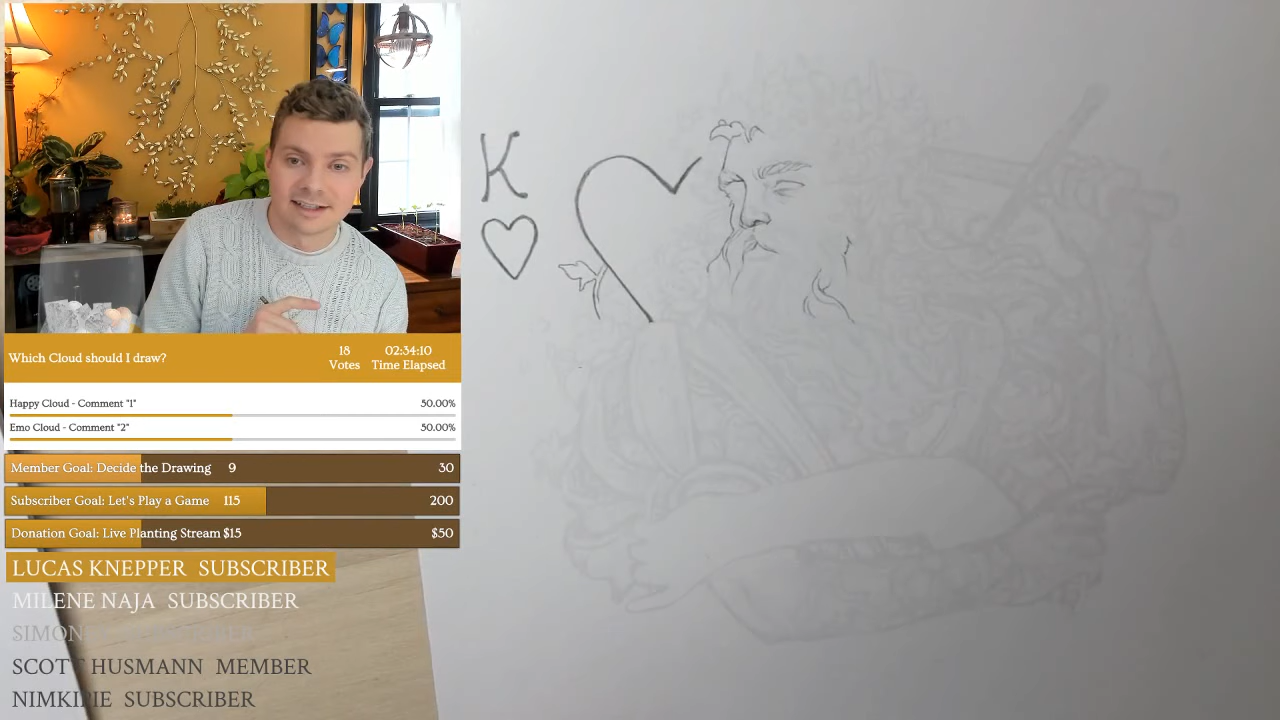 K
Which Cloud should I draw?
18
Votes
02:34:10
Time Elapsed
Happy Cloud - Comment "1" 50.00%
Emo Cloud - Comment "2" 50.00%
Member Goal: Decide the Drawing 9 30
Subscriber Goal: Let's Play a Game 115 200
Donation Goal: Live Planting Stream $15 $50
LUCAS KNEPPER SUBSCRIBER
MILENE NAJA SUBSCRIBER
SCOTT HUSMANN MEMBER
SUBSCRIBER